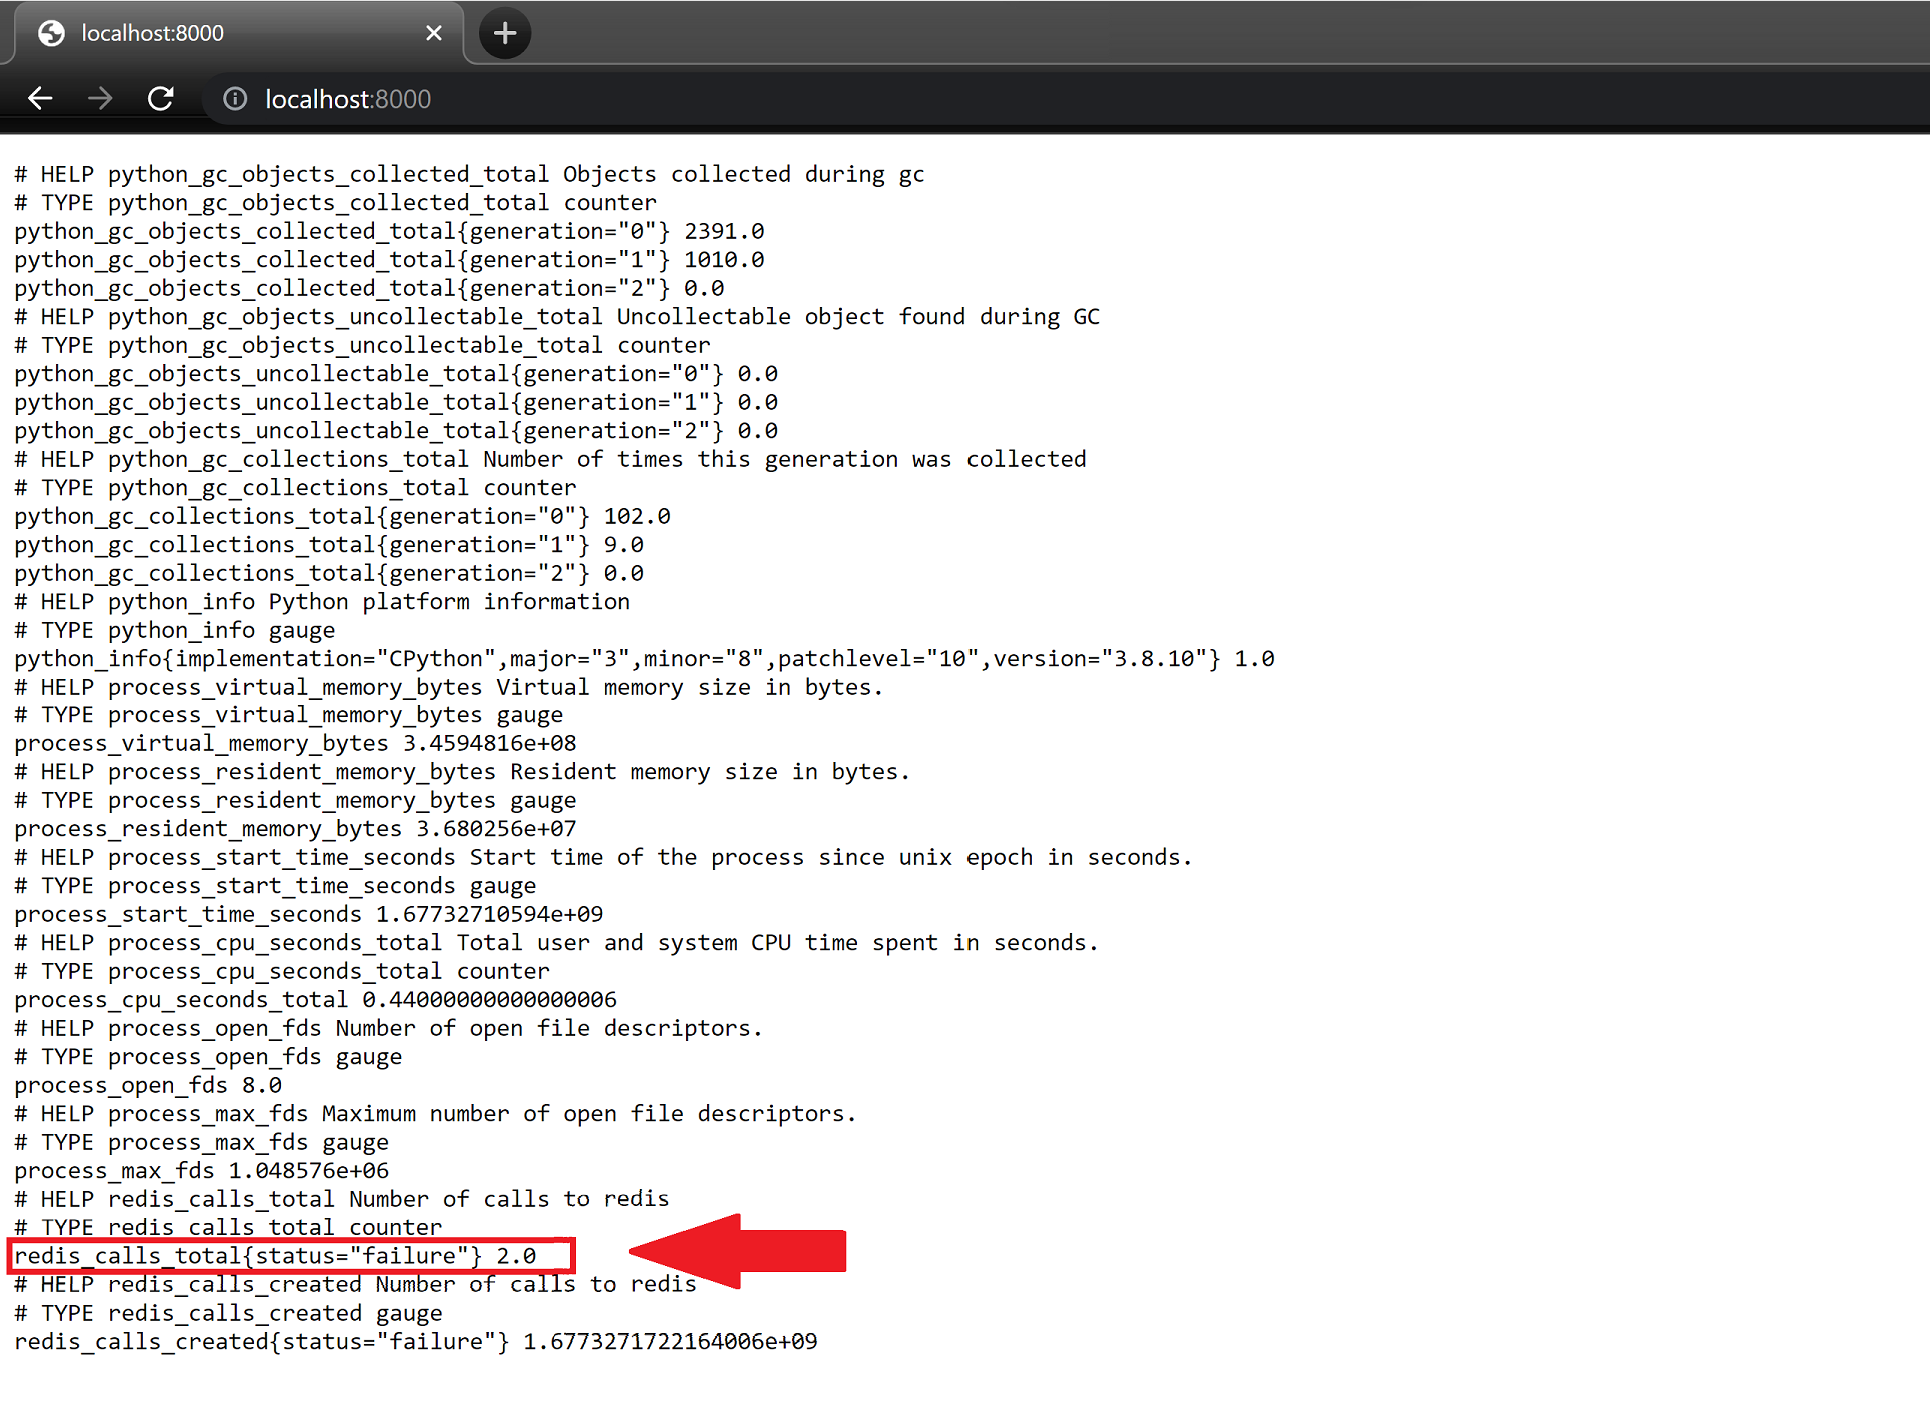 localhost:8000
localhost:8000
# HELP python_gc_objects_collected_total Objects collected during gc
# TYPE python_gc_objects_collected_total counter
python_gc_objects_collected_total{generation="0"} 2391.0
python_gc_objects_collected_total{generation="1"} 1010.0
python_gc_objects_collected_total{generation="2"} 0.0
# HELP python_gc_objects_uncollectable_total Uncollectable object found during GC
# TYPE python_gc_objects_uncollectable_total counter
python_gc_objects_uncollectable_total{generation="0"} 0.0
python_gc_objects_uncollectable_total{generation="1"} 0.0
python_gc_objects_uncollectable_total{generation="2"} 0.0
# HELP python_gc_collections_total Number of times this generation was collected
# TYPE python_gc_collections_total counter
python_gc_collections_total{generation="0"} 102.0
python_gc_collections_total{generation="1"} 9.0
python_gc_collections_total{generation="2"} 0.0
# HELP python_info Python platform information
# TYPE python_info gauge
python_info{implementation="CPython",major="3",minor="8",patchlevel="10",version="3.8.10"} 1.0
# HELP process_virtual_memory_bytes Virtual memory size in bytes.
# TYPE process_virtual_memory_bytes gauge
process_virtual_memory_bytes 3.4594816e+08
# HELP process_resident_memory_bytes Resident memory size in bytes.
# TYPE process_resident_memory_bytes gauge
process_resident_memory_bytes 3.680256e+07
# HELP process_start_time_seconds Start time of the process since unix epoch in seconds.
# TYPE process_start_time_seconds gauge
process_start_time_seconds 1.67732710594e+09
# HELP process_cpu_seconds_total Total user and system CPU time spent in seconds.
# TYPE process_cpu_seconds_total counter
process_cpu_seconds_total 0.44000000000000006
# HELP process_open_fds Number of open file descriptors.
# TYPE process_open_fds gauge
process_open_fds 8.0
# HELP process_max_fds Maximum number of open file descriptors.
# TYPE process_max_fds gauge
process_max_fds 1.048576e+06
# HELP redis_calls_total Number of calls to redis
# TYPE redis_calls_total counter
redis_calls_total{status="failure"} 2.0
# HELP redis_calls_created Number of calls to redis
# TYPE redis_calls_created gauge
redis_calls_created{status="failure"} 1.6773271722164006e+09